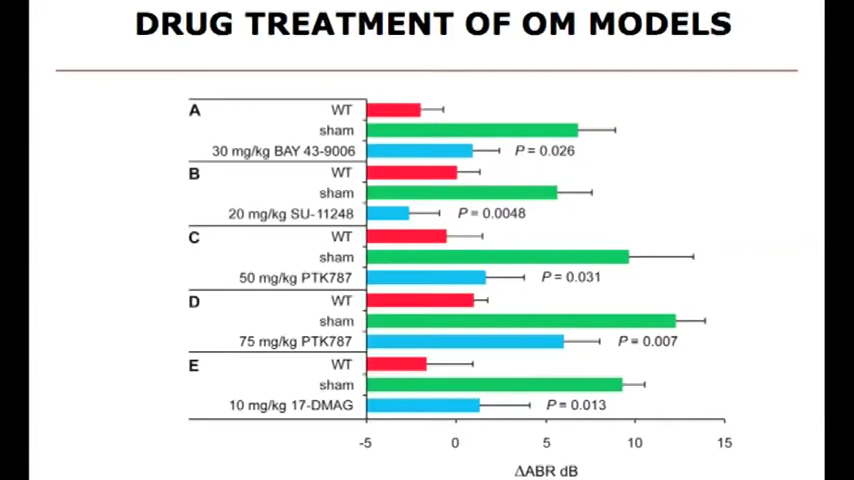 DRUG TREATMENT OF OM MODELS
A WT
sham
30 mg/kg BAY 43-9006 P = 0.026
B WT
sham
20 mg/kg SU-11248 P = 0.0048
C WT
sham
50 mg/kg PTK787 P = 0.031
D WT
sham
75 mg/kg PTK787 P = 0.007
E WT
sham
10 mg/kg 17-DMAG P = 0.013
-5 0 5 10 15
ΔABR dB